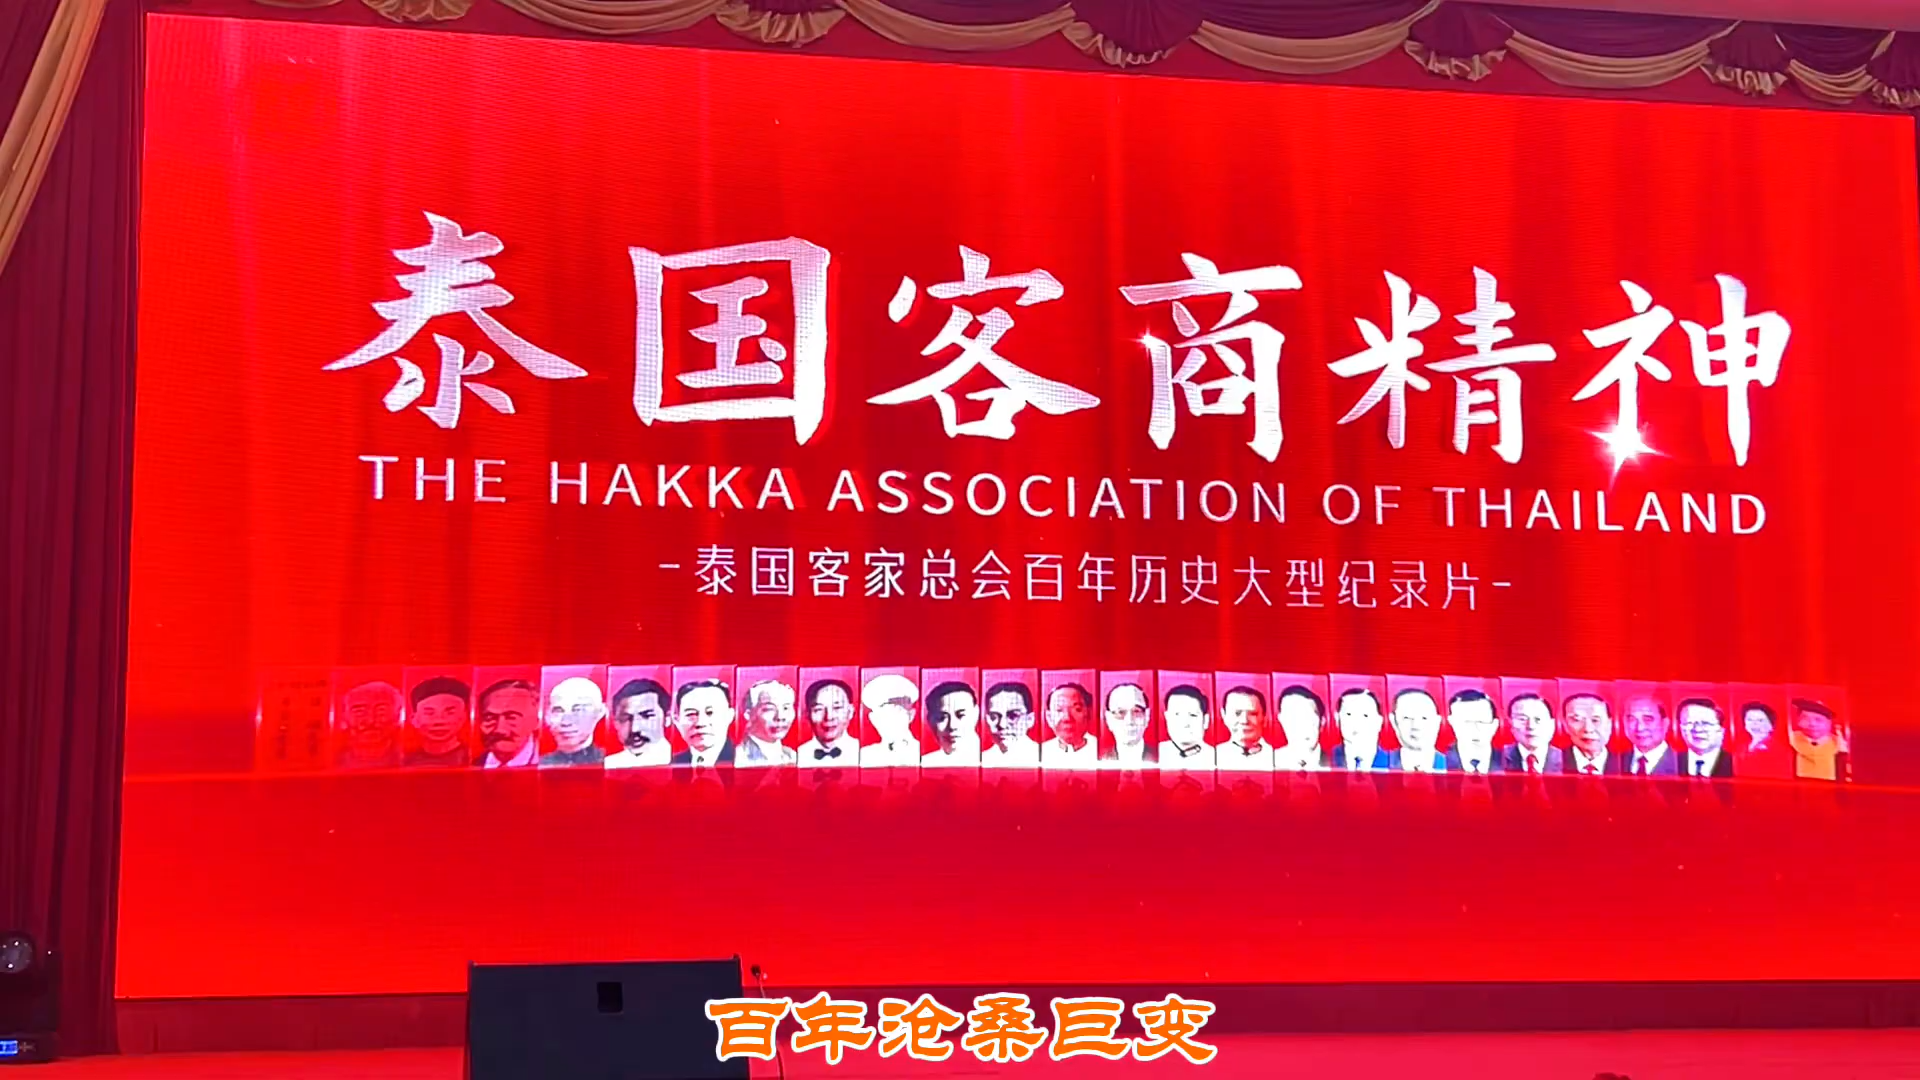 泰国客商精神
THE HAKKA ASSOCIATION OF THAILAND
-泰国客家总会百年历史大型纪录片-
百年沧桑巨变